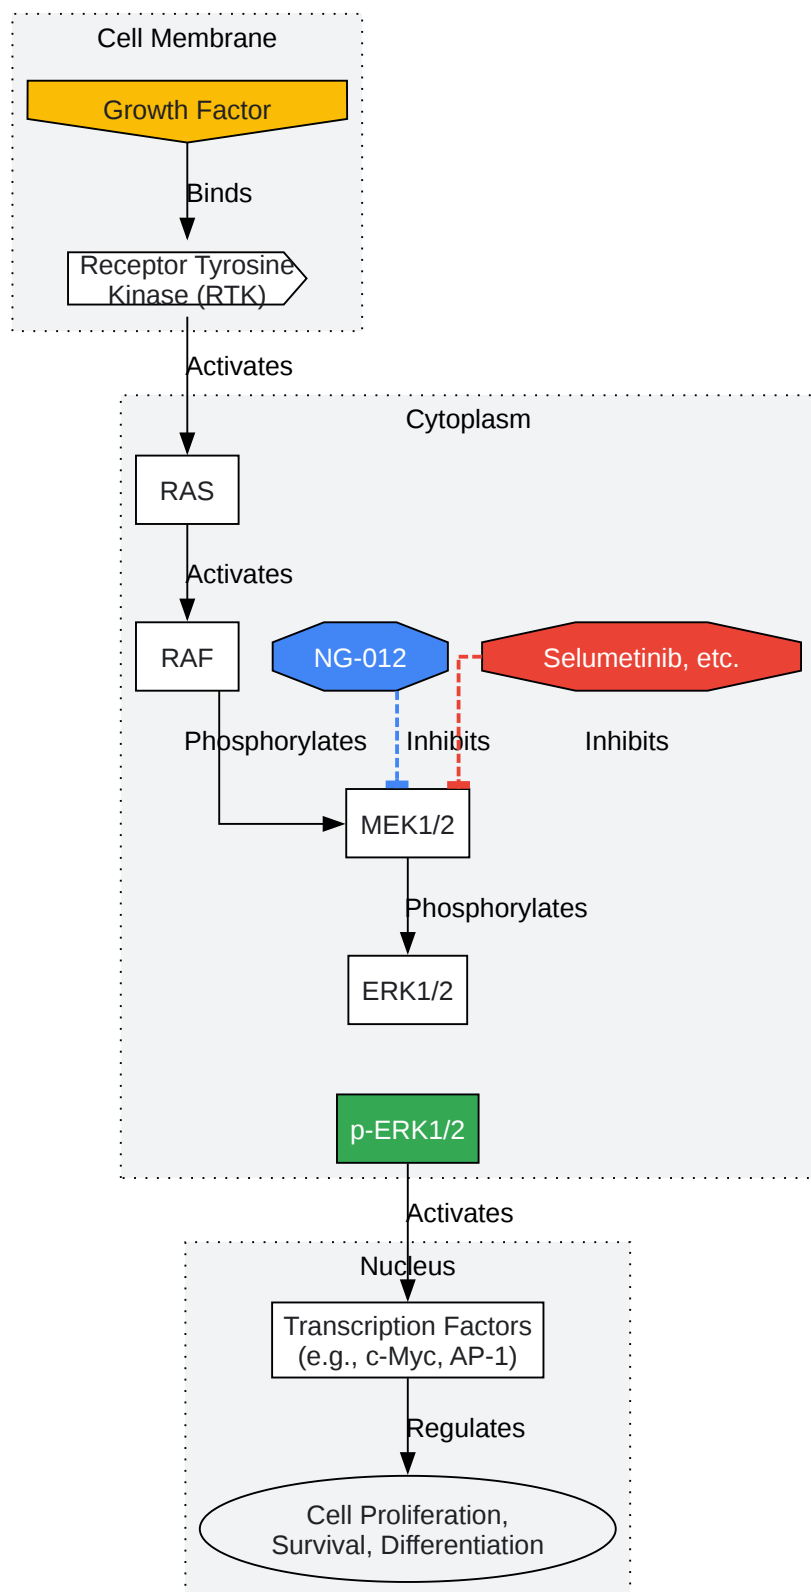 Cell Membrane
Growth Factor
Binds
Receptor Tyrosine
Kinase (RTK)
Activates
Cytoplasm
RAS
Activates
RAF
NG-012
Selumetinib, etc.
Phosphorylates
Inhibits
Inhibits
MEK1/2
Phosphorylates
ERK1/2
p-ERK1/2
Activates
Nucleus
Transcription Factors
(e.g., c-Myc, AP-1)
Regulates
Cell Proliferation,
Survival, Differentiation